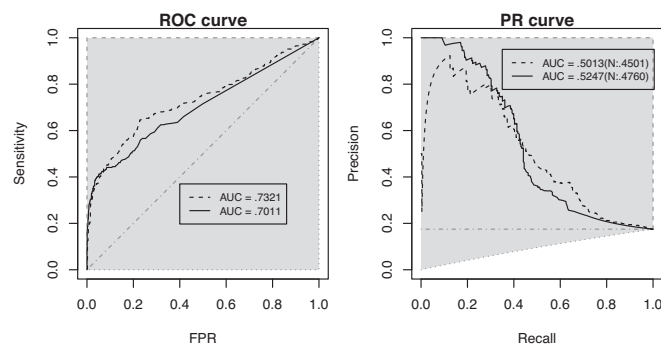 ROC curve
Sensitivity
1.0
0.8
0.6
0.4
0.2
0.0
AUC = .7321
AUC = .7011
0.0 0.2 0.4 0.6 0.8 1.0
FPR
PR curve
Precision
1.0
0.8
0.6
0.4
0.2
0.0
AUC = .5013(N:.4501)
AUC = .5247(N:.4760)
0.0 0.2 0.4 0.6 0.8 1.0
Recall